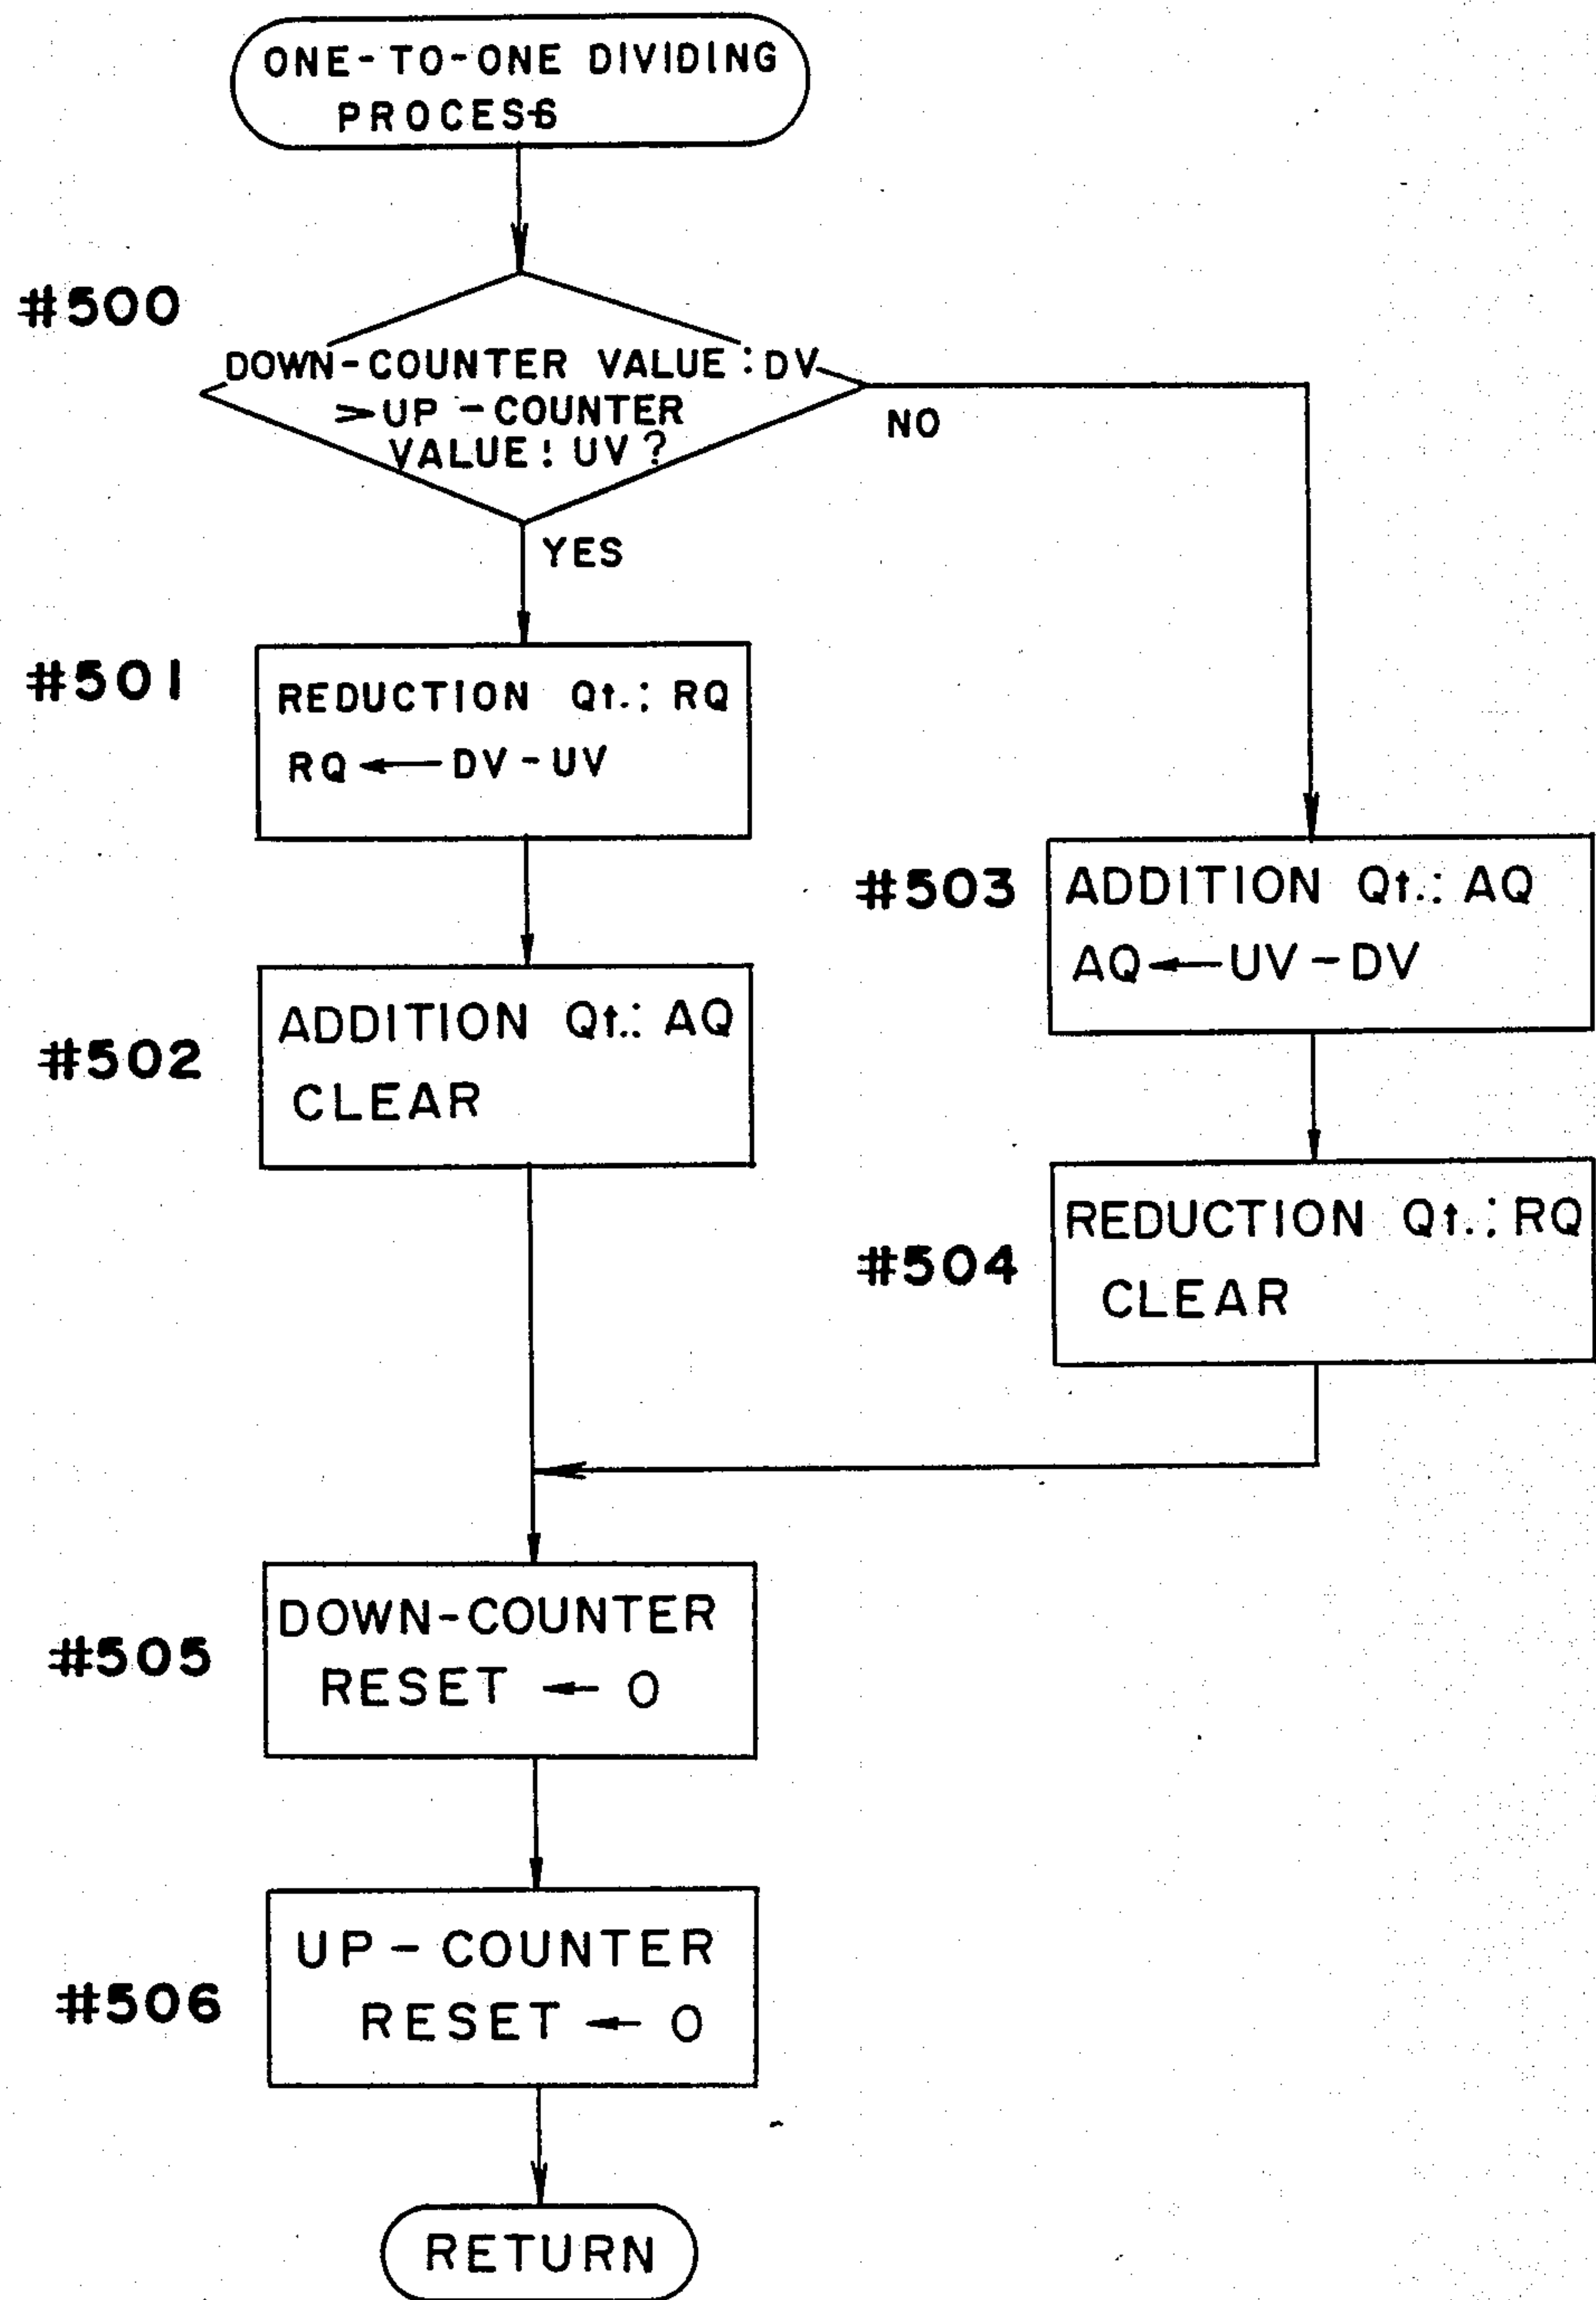 ONE-TO-ONE DIVIDING
PROCESS
#500
DOWN-COUNTER VALUE : DV
> UP - COUNTER
VALUE : UV ?
NO
YES
#501
REDUCTION Qt. : RQ
RQ ← DV - UV
#502
ADDITION Qt. : AQ
CLEAR
#503
ADDITION Qt. : AQ
AQ ← UV - DV
#504
REDUCTION Qt. : RQ
CLEAR
#505
DOWN-COUNTER
RESET ← 0
#506
UP - COUNTER
RESET ← 0
RETURN